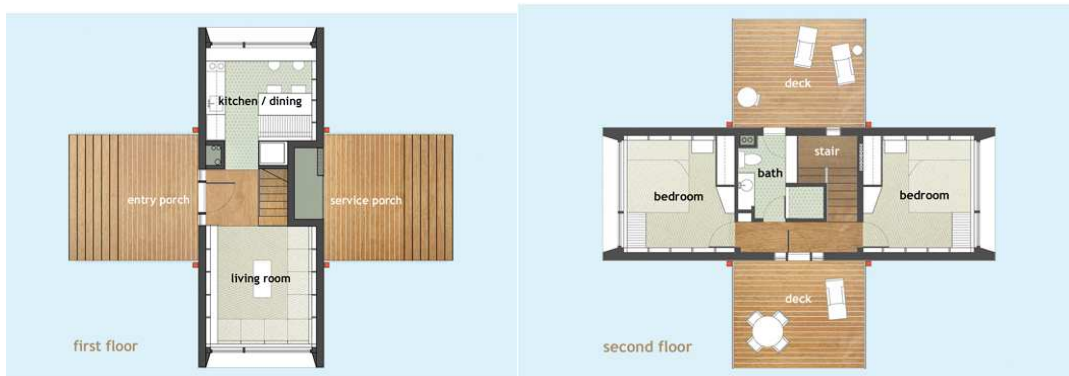 kitchen / dining
entry porch
service porch
living room
first floor
deck
stair
bath
bedroom
bedroom
deck
second floor